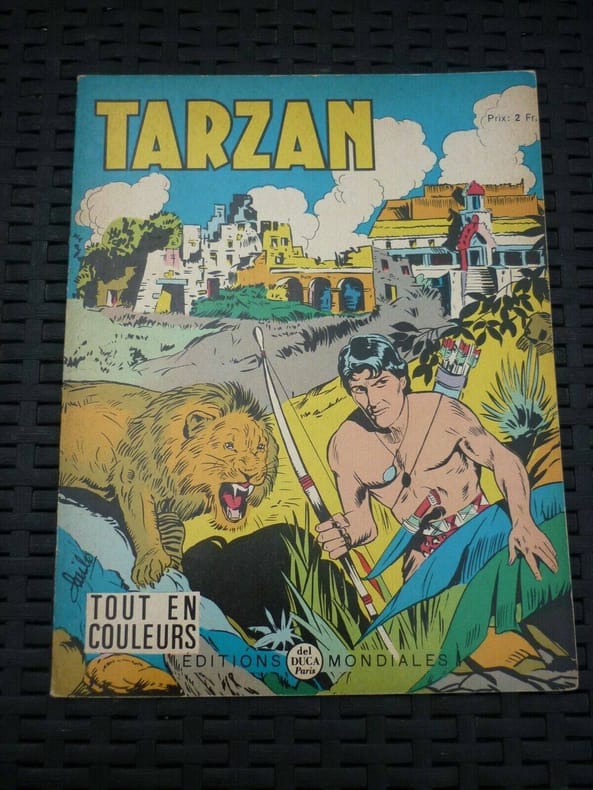 TARZAN
Prix: 2 Fr.
TOUT EN
COULEURS
ÉDITIONS del DUCA Paris MONDIALES